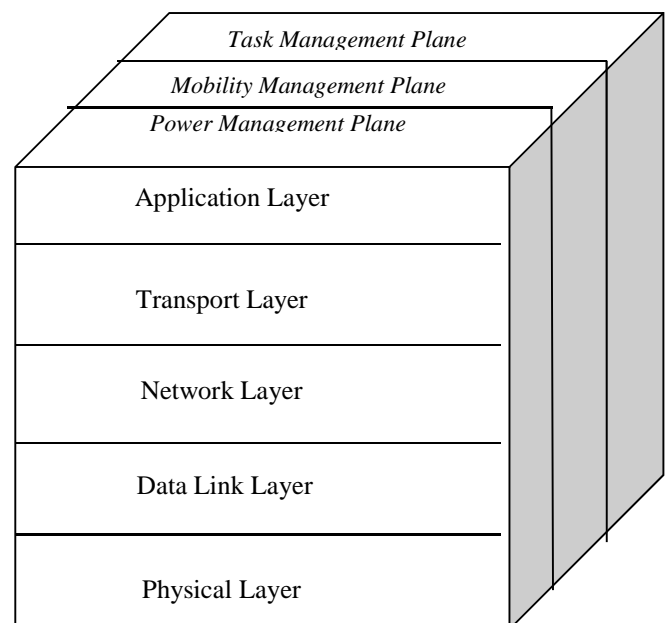 Task Management Plane
Mobility Management Plane
Power Management Plane
Application Layer
Transport Layer
Network Layer
Data Link Layer
Physical Layer